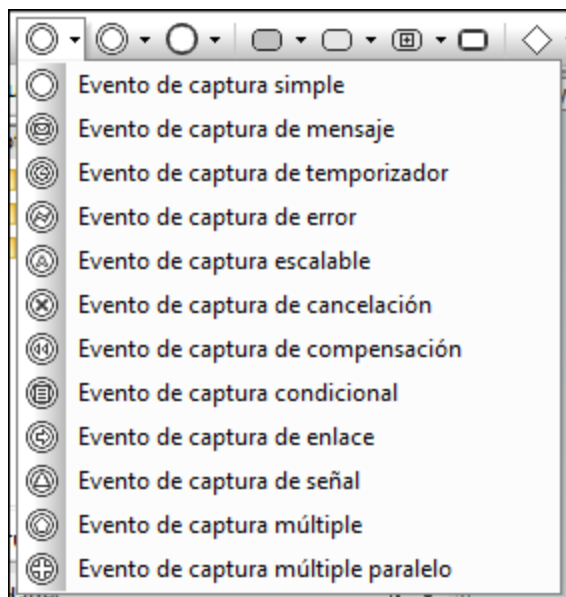 Evento de captura simple
Evento de captura de mensaje
Evento de captura de temporizador
Evento de captura de error
Evento de captura escalable
Evento de captura de cancelación
Evento de captura de compensación
Evento de captura condicional
Evento de captura de enlace
Evento de captura de señal
Evento de captura múltiple
Evento de captura múltiple paralelo